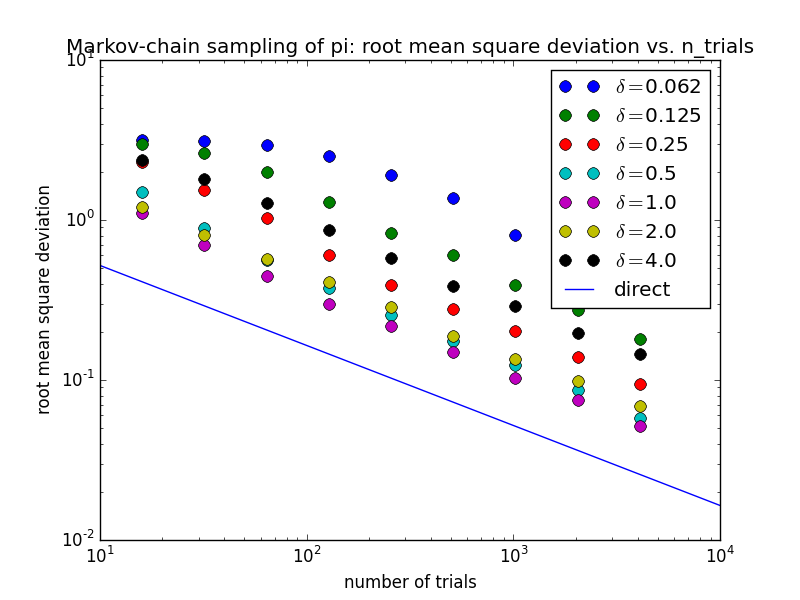 Markov-chain sampling of pi: root mean square deviation vs. n_trials
10^1
10^0
10^-1
10^-2
root mean square deviation
δ=0.062
δ=0.125
δ=0.25
δ=0.5
δ=1.0
δ=2.0
δ=4.0
direct
10^1 10^2 10^3 10^4
number of trials